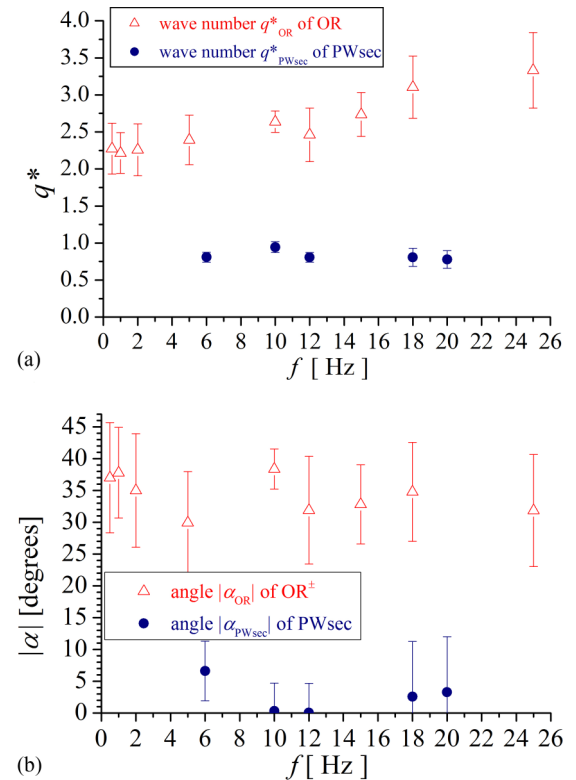 wave number q*OR of OR
wave number q*PWsec of PWsec
4.0
3.5
3.0
2.5
2.0
1.5
1.0
0.5
0.0
q*
0 2 4 6 8 10 12 14 16 18 20 22 24 26
(a)
f [ Hz ]
45
40
35
30
25
20
15
10
5
0
|α| [degrees]
angle |αOR| of OR±
angle |αPWsec| of PWsec
0 2 4 6 8 10 12 14 16 18 20 22 24 26
(b)
f [ Hz ]